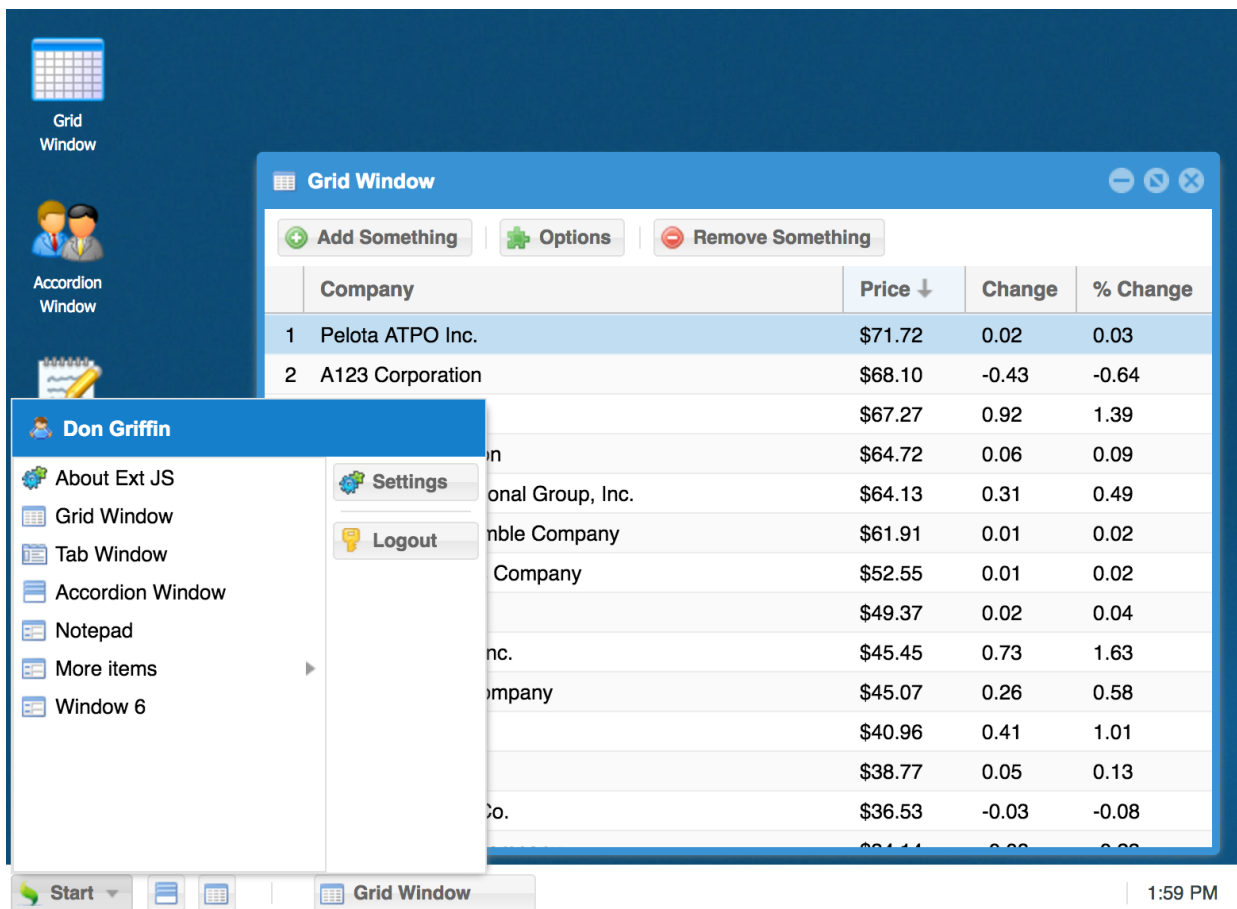 Grid
Window
Accordion
Window
Grid Window
Add Something Options Remove Something
Company Price Change % Change
1 Pelota ATPO Inc. $71.72 0.02 0.03
2 A123 Corporation $68.10 -0.43 -0.64
$67.27 0.92 1.39
$64.72 0.06 0.09
Group, Inc. $64.13 0.31 0.49
Company $61.91 0.01 0.02
Company $52.55 0.01 0.02
$49.37 0.02 0.04
$45.45 0.73 1.63
$45.07 0.26 0.58
$40.96 0.41 1.01
$38.77 0.05 0.13
$36.53 -0.03 -0.08
Don Griffin
About Ext JS
Grid Window
Tab Window
Accordion Window
Notepad
More items
Window 6
Settings
Logout
Start Grid Window 1:59 PM